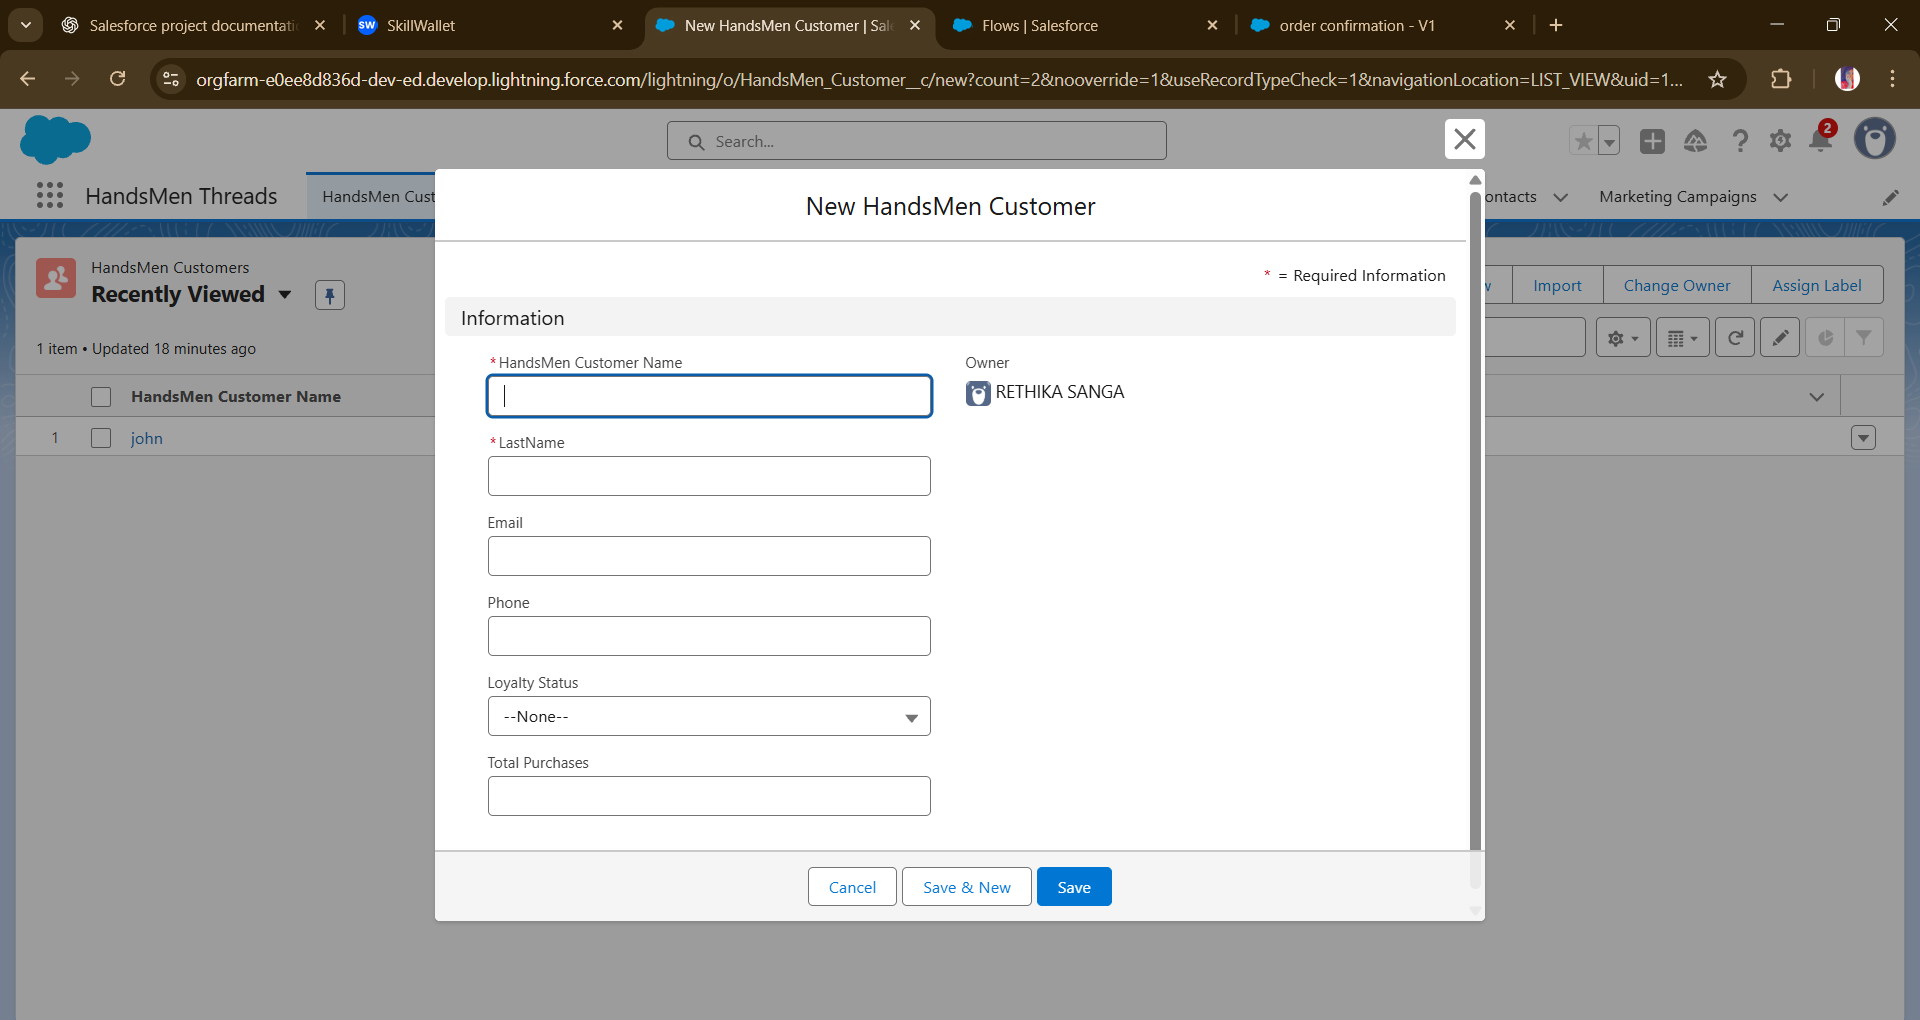 Salesforce project documentati
SW SkillWallet
New HandsMen Customer | Sal
Flows | Salesforce
order confirmation - V1
orgfarm-e0ee8d836d-dev-ed.develop.lightning.force.com/lightning/o/HandsMen_Customer__c/new?count=2&nooverride=1&useRecordTypeCheck=1&navigationLocation=LIST_VIEW&uid=1...
Search...
2
HandsMen Threads
HandsMen Cust
ontacts
Marketing Campaigns
New HandsMen Customer
HandsMen Customers
Recently Viewed
Import
Change Owner
Assign Label
* = Required Information
Information
1 item • Updated 18 minutes ago
HandsMen Customer Name
1 john
*HandsMen Customer Name
Owner
RETHIKA SANGA
*LastName
Email
Phone
Loyalty Status
--None--
Total Purchases
Cancel
Save & New
Save